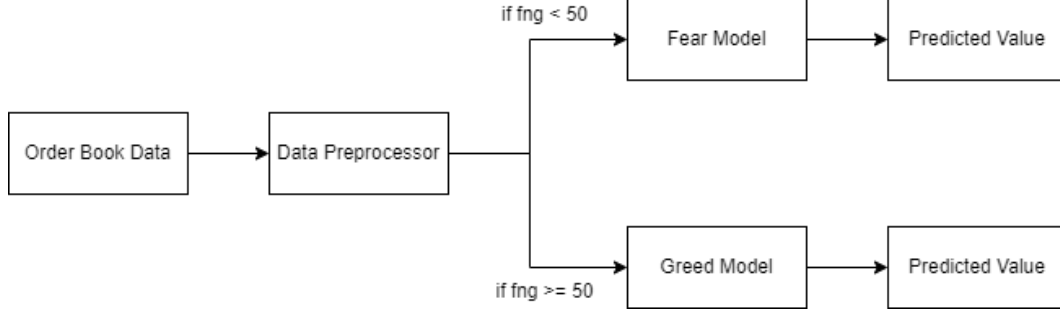 if fng < 50
Fear Model
Predicted Value
Order Book Data
Data Preprocessor
Greed Model
Predicted Value
if fng >= 50